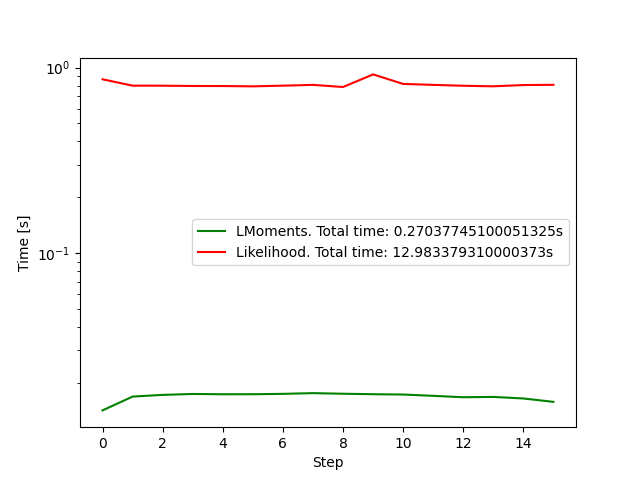 10⁰
10⁻¹
Time [s]
LMoments. Total time: 0.27037745100051325s
Likelihood. Total time: 12.983379310000373s
0 2 4 6 8 10 12 14
Step